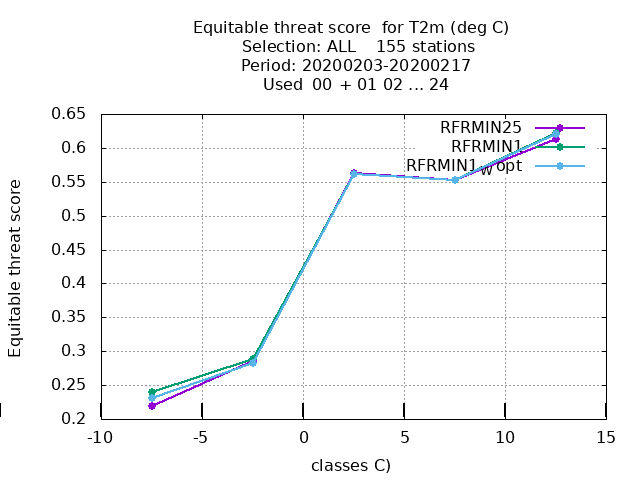 Equitable threat score  for T2m (deg C)
Selection: ALL    155 stations
Period: 20200203-20200217
Used  00 + 01 02 ... 24
RFRMIN25
RFRMIN1
RFRMIN1wopt
Equitable threat score
0.65
0.6
0.55
0.5
0.45
0.4
0.35
0.3
0.25
0.2
-10 -5 0 5 10 15
classes C)